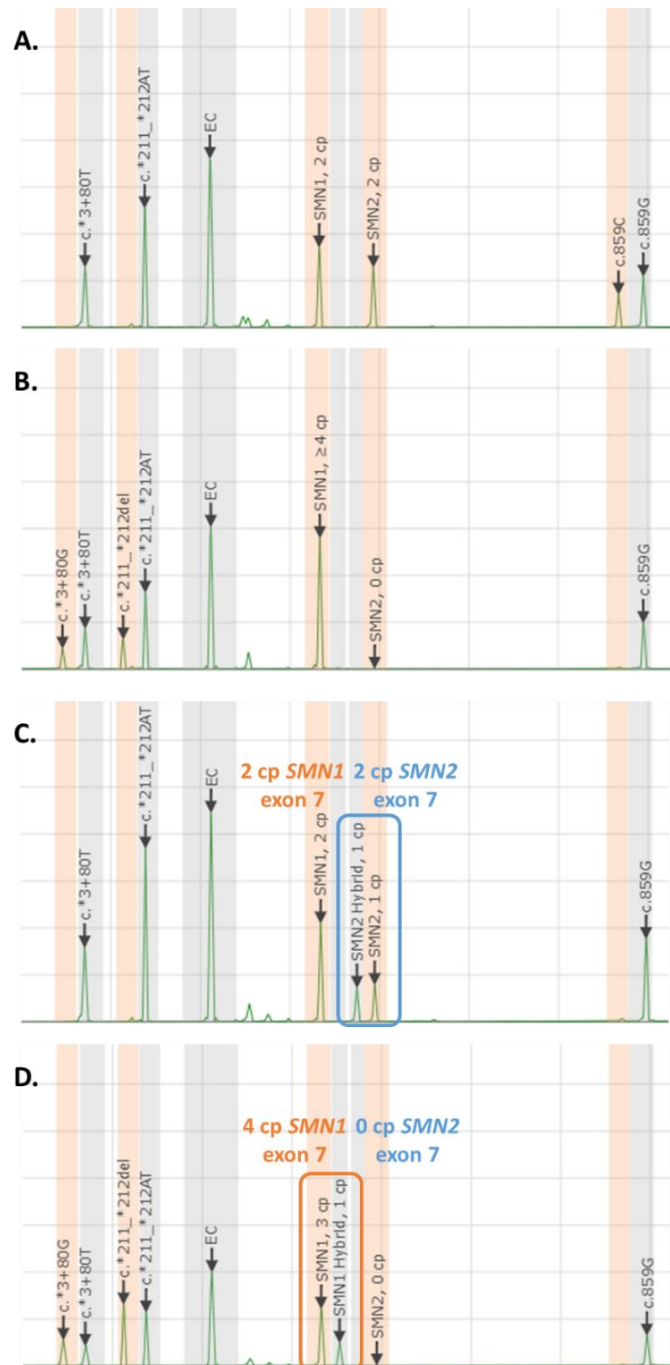 A.
c.*3+80T
c.*211_*212AT
EC
SMN1, 2 cp
SMN2, 2 cp
c.859C
c.859G
B.
c.*3+80G
c.*3+80T
c.*211_*212del
c.*211_*212AT
EC
SMN1, ≥4 cp
SMN2, 0 cp
c.859G
C.
2 cp SMN1 2 cp SMN2
exon 7 exon 7
c.*3+80T
c.*211_*212AT
EC
SMN1, 2 cp
SMN2 Hybrid, 1 cp
SMN2, 1 cp
c.859G
D.
4 cp SMN1 0 cp SMN2
exon 7 exon 7
c.*3+80G
c.*3+80T
c.*211_*212del
c.*211_*212AT
EC
SMN1, 3 cp
SMN1 Hybrid, 1 cp
SMN2, 0 cp
c.859G